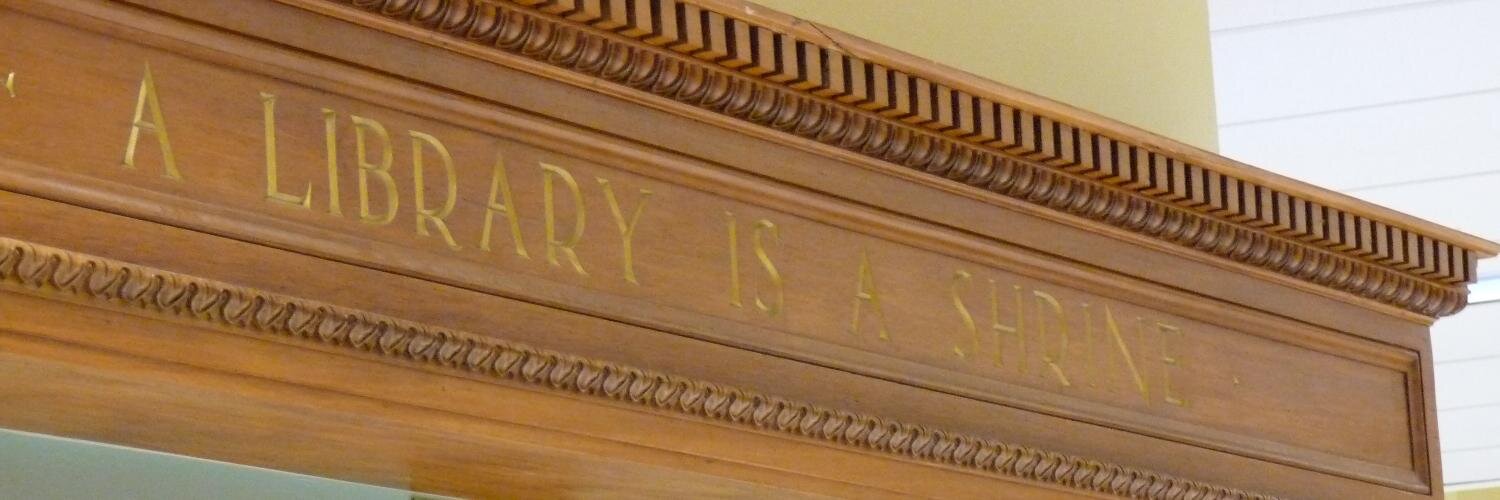 A LIBRARY IS A SHRINE